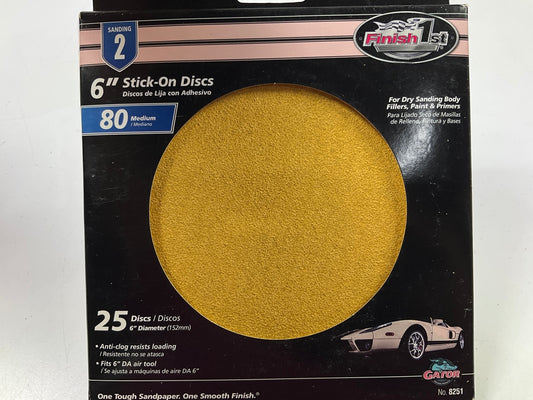 SANDING
2
Finish 1st®
6" Stick-On Discs
Discos de Lija con Adhesivo
80 Medium
/ Mediano
For Dry Sanding Body
Fillers, Paint & Primers
Para Lijado Seco de Masillas
de Relleno, Pintura y Bases
25 Discs / Discos
6" Diameter (152mm)
• Anti-clog resists loading
/ Resistente no se atasca
• Fits 6" DA air tool
/ Se ajusta a máquinas de aire DA 6"
GATOR
No. 8251
One Tough Sandpaper. One Smooth Finish.®